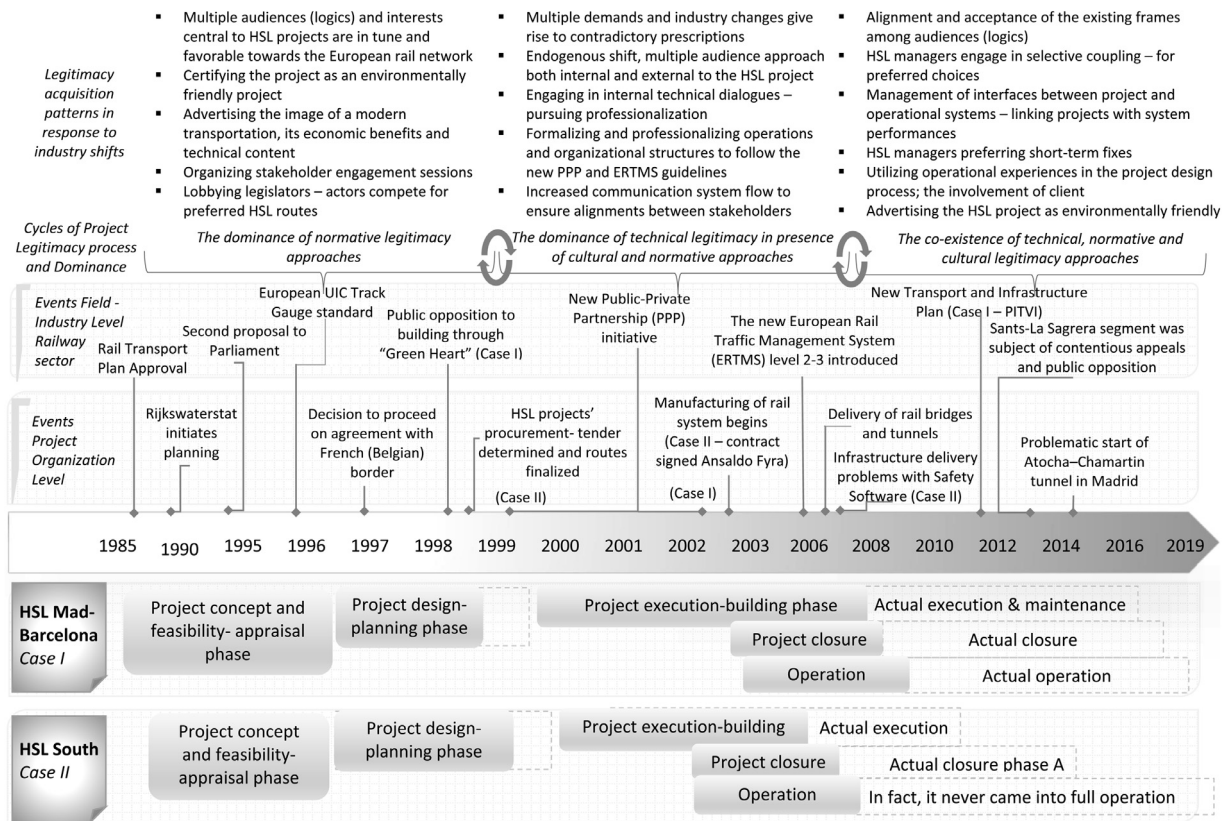 Legitimacy
acquisition
patterns in
response to
industry shifts
▪ Multiple audiences (logics) and interests
central to HSL projects are in tune and
favorable towards the European rail network
▪ Certifying the project as an environmentally
friendly project
▪ Advertising the image of a modern
transportation, its economic benefits and
technical content
▪ Organizing stakeholder engagement sessions
▪ Lobbying legislators – actors compete for
preferred HSL routes
▪ Multiple demands and industry changes give
rise to contradictory prescriptions
▪ Endogenous shift, multiple audience approach
both internal and external to the HSL project
▪ Engaging in internal technical dialogues –
pursuing professionalization
▪ Formalizing and professionalizing operations
and organizational structures to follow the
new PPP and ERTMS guidelines
▪ Increased communication system flow to
ensure alignments between stakeholders
▪ Alignment and acceptance of the existing frames
among audiences (logics)
▪ HSL managers engage in selective coupling – for
preferred choices
▪ Management of interfaces between project and
operational systems – linking projects with system
performances
▪ HSL managers preferring short-term fixes
▪ Utilizing operational experiences in the project design
process; the involvement of client
▪ Advertising the HSL project as environmentally friendly
Cycles of Project
Legitimacy process
and Dominance
The dominance of normative legitimacy
approaches
The dominance of technical legitimacy in presence
of cultural and normative approaches
The co-existence of technical, normative and
cultural legitimacy approaches
Events Field -
Industry Level
Railway
sector
Rail Transport
Plan Approval
Second proposal to
Parliament
European UIC Track
Gauge standard
Public opposition to
building through
“Green Heart” (Case I)
New Public-Private
Partnership (PPP)
initiative
The new European Rail
Traffic Management System
(ERTMS) level 2-3 introduced
New Transport and Infrastructure
Plan (Case I – PITVI)
Sants-La Sagrera segment was
subject of contentious appeals
and public opposition
Events
Project
Organization
Level
Rijkswaterstat
initiates
planning
Decision to proceed
on agreement with
French (Belgian)
border
HSL projects’
procurement- tender
determined and routes
finalized
(Case II)
Manufacturing of rail
system begins
(Case II – contract
signed Ansaldo Fyra)
(Case I)
Delivery of rail bridges
and tunnels
Infrastructure delivery
problems with Safety
Software (Case II)
Problematic start of
Atocha–Chamartin
tunnel in Madrid
1985 1990 1995 1996 1997 1998 1999 2000 2001 2002 2003 2006 2008 2010 2012 2014 2016 2019
HSL Mad-
Barcelona
Case I
Project concept and
feasibility- appraisal
phase
Project design-
planning phase
Project execution-building phase
Actual execution & maintenance
Project closure
Actual closure
Operation
Actual operation
HSL South
Case II
Project concept
and feasibility-
appraisal phase
Project design-
planning phase
Project execution-building
Actual execution
Project closure
Actual closure phase A
Operation
In fact, it never came into full operation